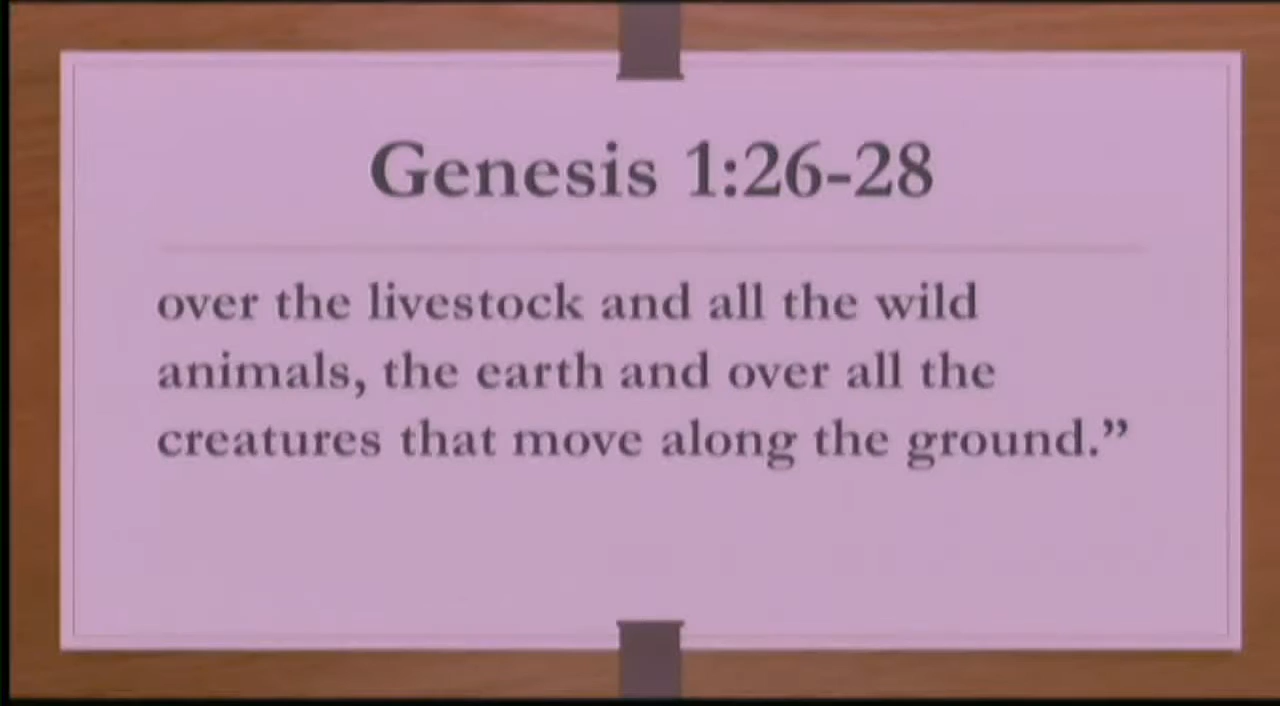 Genesis 1:26-28
over the livestock and all the wild
animals, the earth and over all the
creatures that move along the ground.”